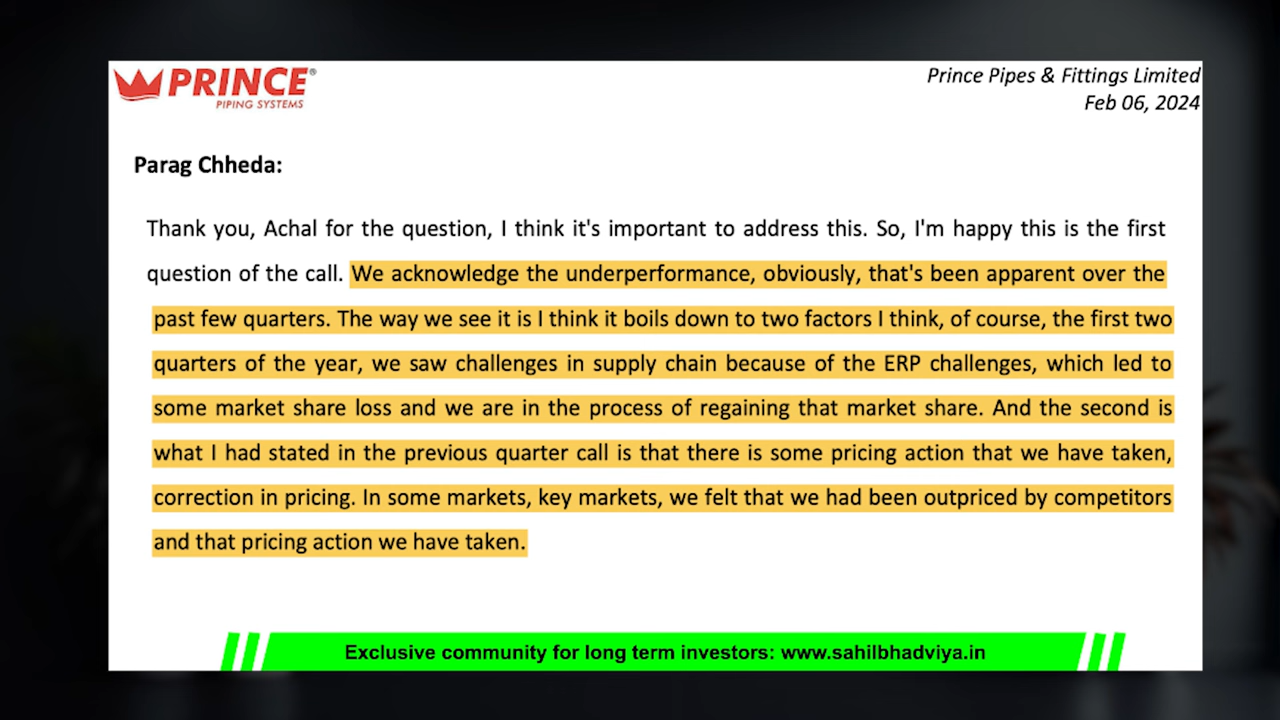 PRINCE®
PIPING SYSTEMS
Prince Pipes & Fittings Limited
Feb 06, 2024
Parag Chheda:
Thank you, Achal for the question, I think it's important to address this. So, I'm happy this is the first
question of the call. We acknowledge the underperformance, obviously, that's been apparent over the
past few quarters. The way we see it is I think it boils down to two factors I think, of course, the first two
quarters of the year, we saw challenges in supply chain because of the ERP challenges, which led to
some market share loss and we are in the process of regaining that market share. And the second is
what I had stated in the previous quarter call is that there is some pricing action that we have taken,
correction in pricing. In some markets, key markets, we felt that we had been outpriced by competitors
and that pricing action we have taken.
Exclusive community for long term investors: www.sahilbhadviya.in